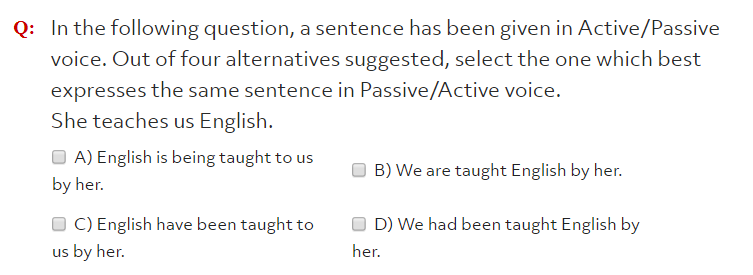 Q: In the following question, a sentence has been given in Active/Passive
voice. Out of four alternatives suggested, select the one which best
expresses the same sentence in Passive/Active voice.
She teaches us English.
A) English is being taught to us
by her.
B) We are taught English by her.
C) English have been taught to
us by her.
D) We had been taught English by
her.